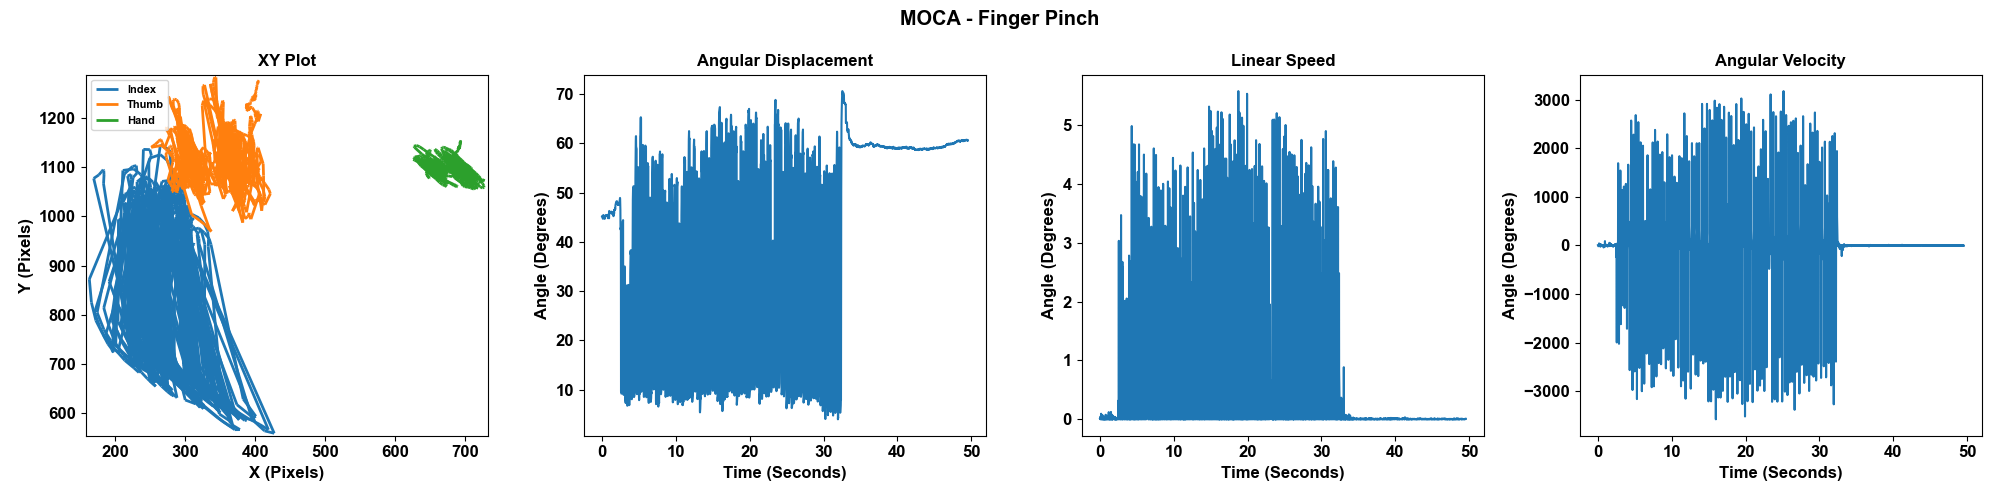 MOCA - Finger Pinch
XY Plot
Index
Thumb
Hand
1200
1100
1000
900
800
700
600
Y (Pixels)
200 300 400 500 600 700
X (Pixels)
Angular Displacement
70
60
50
40
30
20
10
Angle (Degrees)
0 10 20 30 40 50
Time (Seconds)
Linear Speed
5
4
3
2
1
0
Angle (Degrees)
0 10 20 30 40 50
Time (Seconds)
Angular Velocity
3000
2000
1000
0
−1000
−2000
−3000
Angle (Degrees)
0 10 20 30 40 50
Time (Seconds)